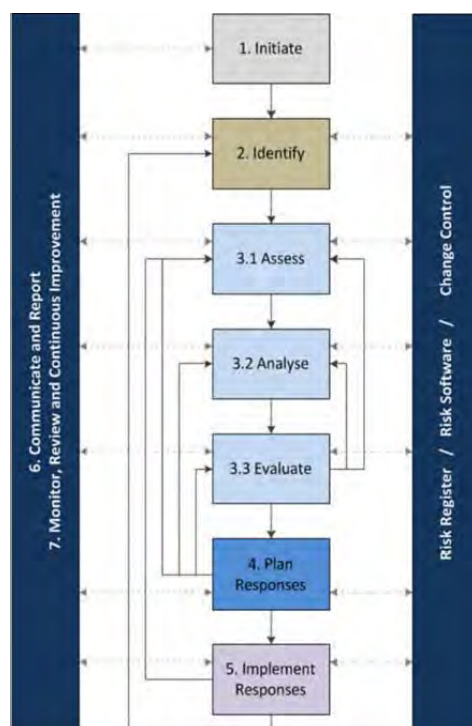 6. Communicate and Report
7. Monitor, Review and Continuous Improvement
1. Initiate
2. Identify
3.1 Assess
3.2 Analyse
3.3 Evaluate
4. Plan
Responses
5. Implement
Responses
Risk Register / Risk Software / Change Control